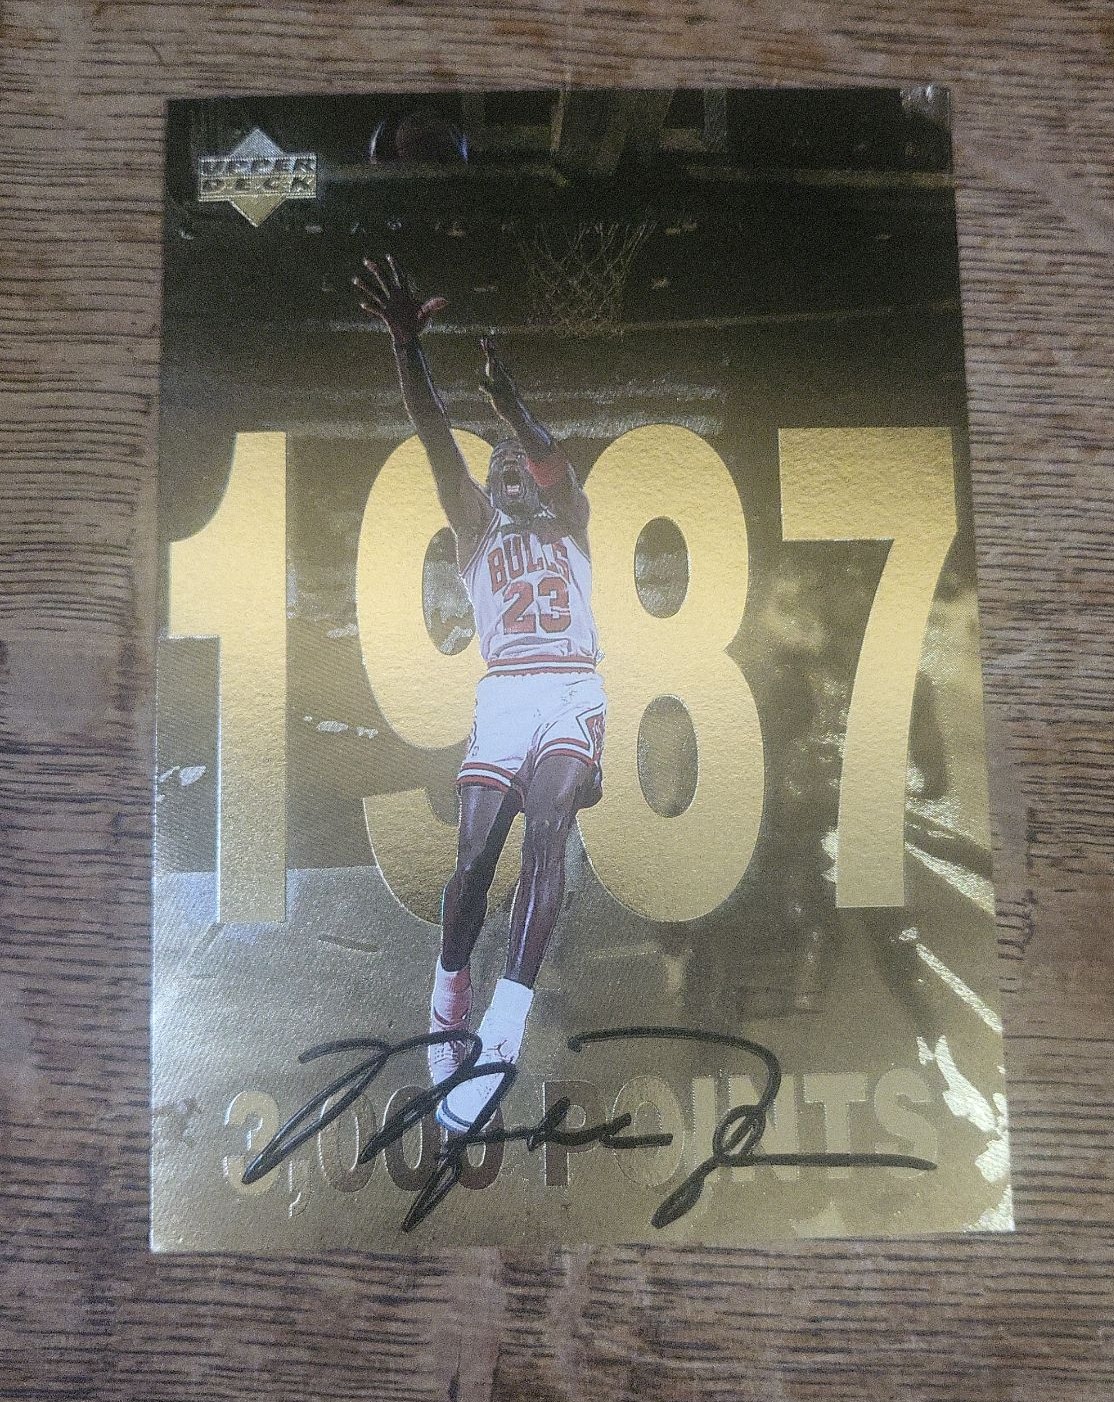 UPPER
DECK
1987
BULLS
23
3,000 POINTS